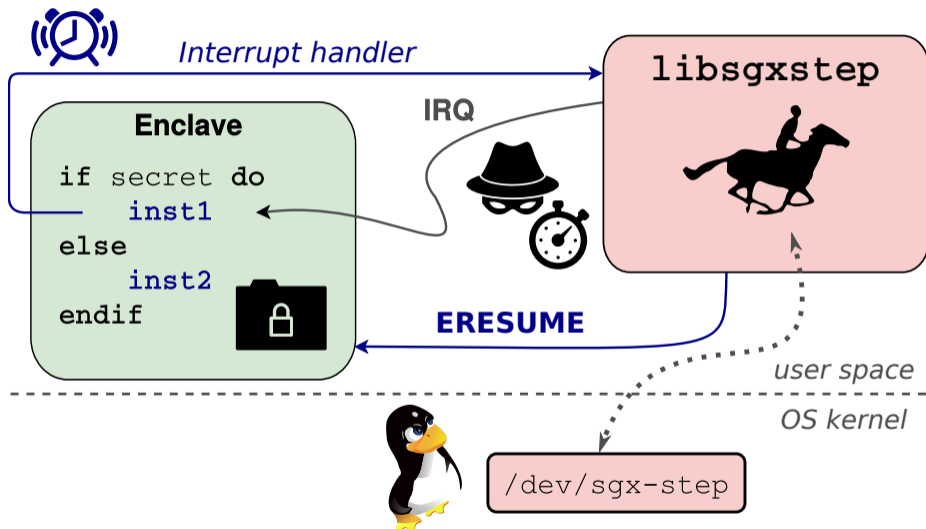 Interrupt handler
libsgxstep
IRQ
Enclave
if secret do
inst1
else
inst2
endif
ERESUME
user space
OS kernel
/dev/sgx-step